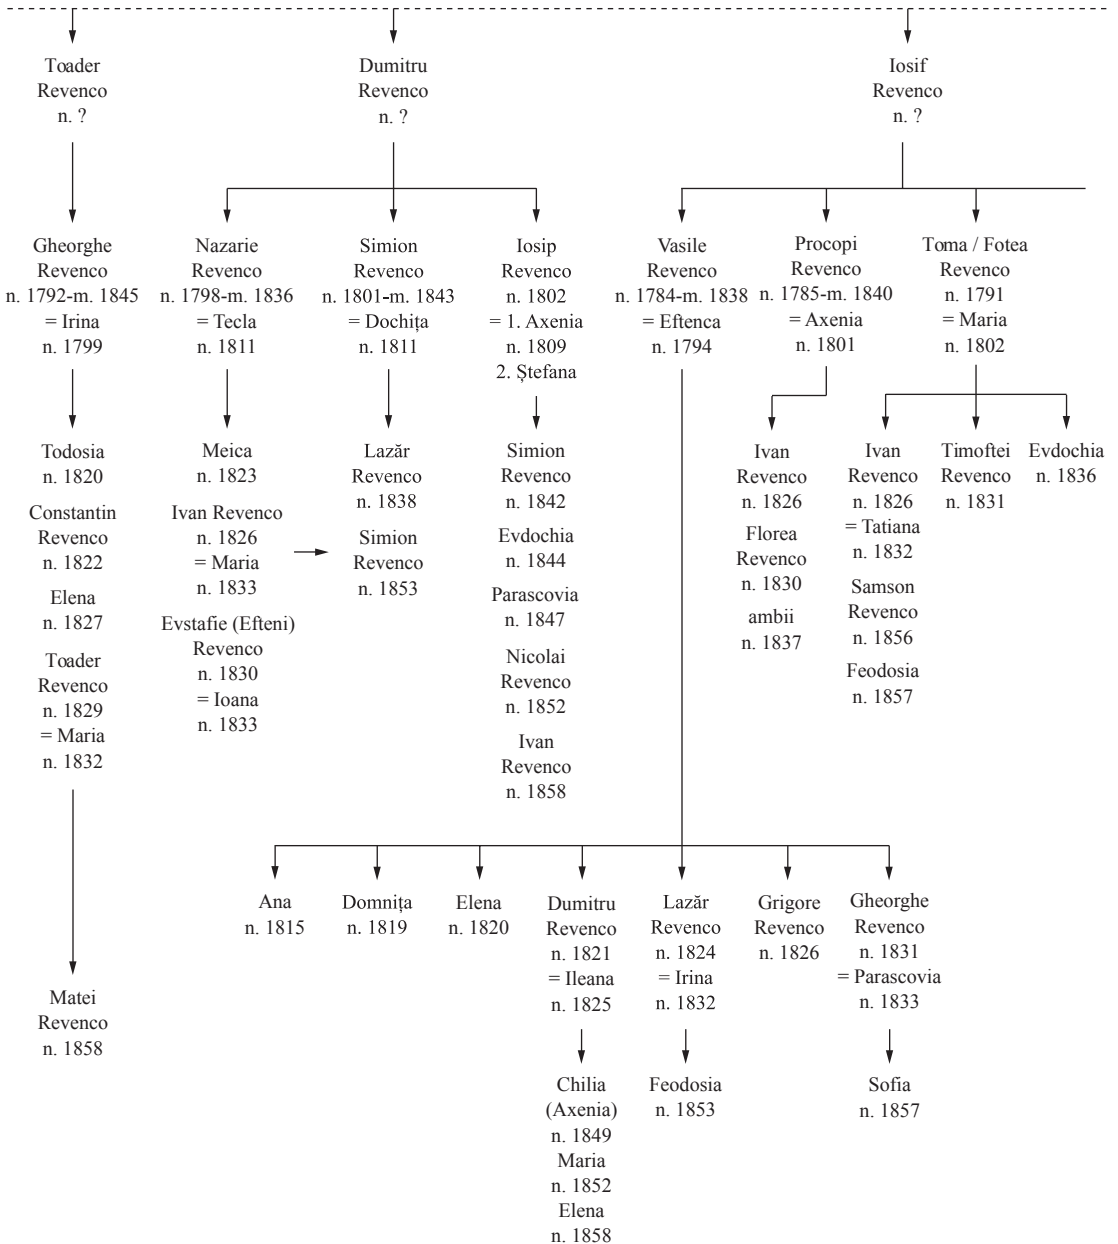 Toader
Revenco
n. ?
Dumitru
Revenco
n. ?
Iosif
Revenco
n. ?
Gheorghe
Revenco
n. 1792-m. 1845
= Irina
n. 1799
Nazarie
Revenco
n. 1798-m. 1836
= Tecla
n. 1811
Simion
Revenco
n. 1801-m. 1843
= Dochița
n. 1811
Iosip
Revenco
n. 1802
= 1. Axenia
n. 1809
2. Ștefana
Vasile
Revenco
n. 1784-m. 1838
= Eftenca
n. 1794
Procopi
Revenco
n. 1785-m. 1840
= Axenia
n. 1801
Toma / Fotea
Revenco
n. 1791
= Maria
n. 1802
Todosia
n. 1820
Constantin
Revenco
n. 1822
Elena
n. 1827
Toader
Revenco
n. 1829
= Maria
n. 1832
Meica
n. 1823
Ivan Revenco
n. 1826
= Maria
n. 1833
Evstafie (Efteni)
Revenco
n. 1830
= Ioana
n. 1833
Lazăr
Revenco
n. 1838
Simion
Revenco
n. 1853
Simion
Revenco
n. 1842
Evdochia
n. 1844
Parascovia
n. 1847
Nicolai
Revenco
n. 1852
Ivan
Revenco
n. 1858
Ivan
Revenco
n. 1826
Florea
Revenco
n. 1830
ambii
n. 1837
Ivan
Revenco
n. 1826
= Tatiana
n. 1832
Samson
Revenco
n. 1856
Feodosia
n. 1857
Timoftei
Revenco
n. 1831
Evdochia
n. 1836
Ana
n. 1815
Domnița
n. 1819
Elena
n. 1820
Dumitru
Revenco
n. 1821
= Ileana
n. 1825
Lazăr
Revenco
n. 1824
= Irina
n. 1832
Grigore
Revenco
n. 1826
Gheorghe
Revenco
n. 1831
= Parascovia
n. 1833
Matei
Revenco
n. 1858
Chilia
(Axenia)
n. 1849
Maria
n. 1852
Elena
n. 1858
Feodosia
n. 1853
Sofia
n. 1857